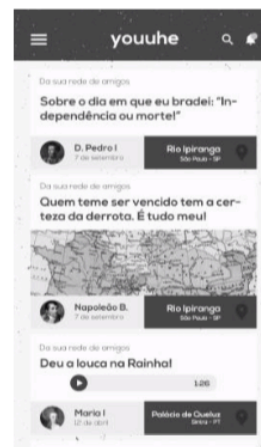 youuhe
Da sua rede de amigos
Sobre o dia em que eu bradei: "In-
dependência ou morte!"
D. Pedro I
7 de setembro
Rio Ipiranga
São Paulo - SP
Da sua rede de amigos
Quem teme ser vencido tem a cer-
teza da derrota. É tudo meu!
Napoleão B.
7 de setembro
Rio Ipiranga
São Paulo - SP
Da sua rede de amigos
Deu a louca na Rainha!
1:26
Maria I
12 de abril
Palácio de Queluz
Sintra - PT